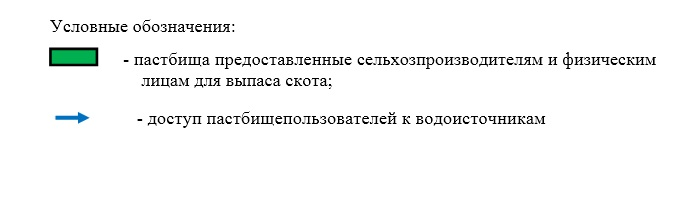 Условные обозначения:
- пастбища предоставленные сельхозпроизводителям и физическим
лицам для выпаса скота;
- доступ пастбищепользователей к водоисточникам